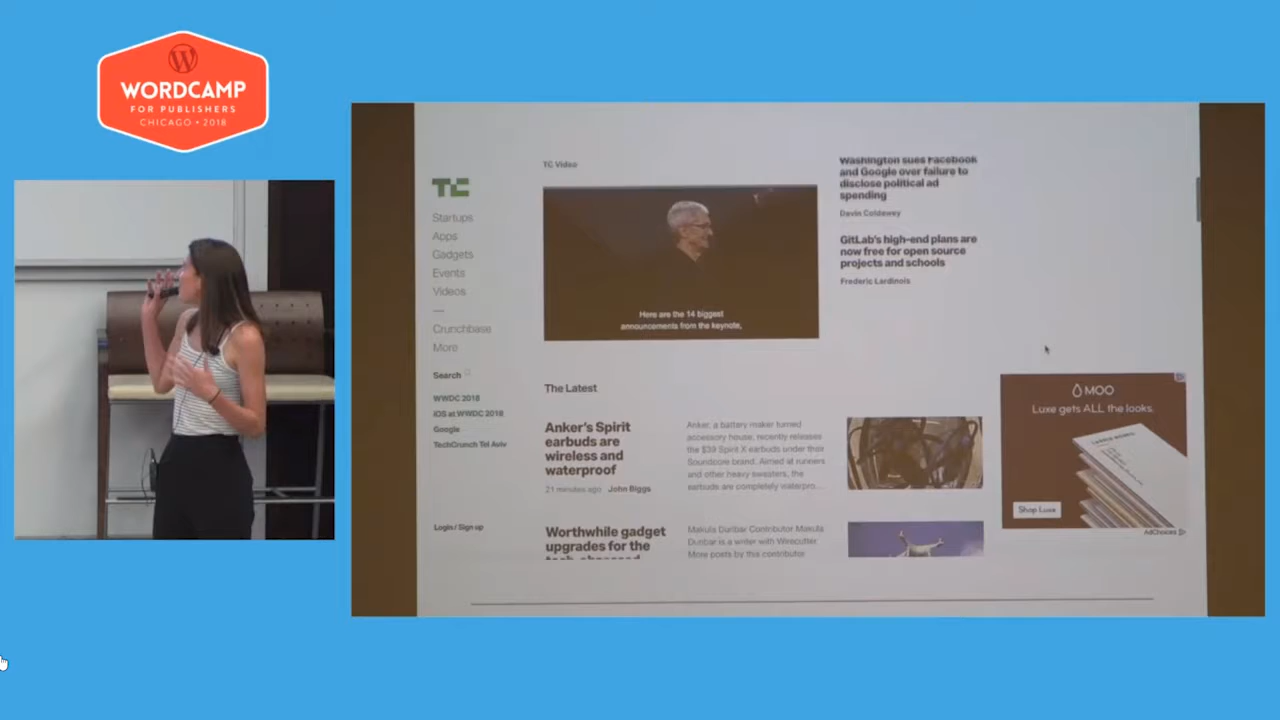 WORDCAMP
FOR PUBLISHERS
CHICAGO • 2018
TC
Startups
Apps
Gadgets
Events
Videos
—
Crunchbase
More
Search
WWDC 2018
iOS at WWDC 2018
Google
TechCrunch Tel Aviv
Login / Sign up
TC Video
Here are the 14 biggest
announcements from the keynote,
Washington sues Facebook
and Google over failure to
disclose political ad
spending
Davin Coldewey
GitLab's high-end plans are
now free for open source
projects and schools
Frederic Lardinois
The Latest
Anker's Spirit
earbuds are
wireless and
waterproof
21 minutes ago John Biggs
Anker, a battery maker turned
accessory house, recently releases
the $39 Spirit X earbuds under their
Soundcore brand. Aimed at runners
and other heavy sweaters, the
earbuds are completely waterpro...
Worthwhile gadget
upgrades for the
tech-obsessed
Makula Dunbar Contributor Makula
Dunbar is a writer with Wirecutter.
More posts by this contributor
MOO
Luxe gets ALL the looks.
Shop Luxe
AdChoices